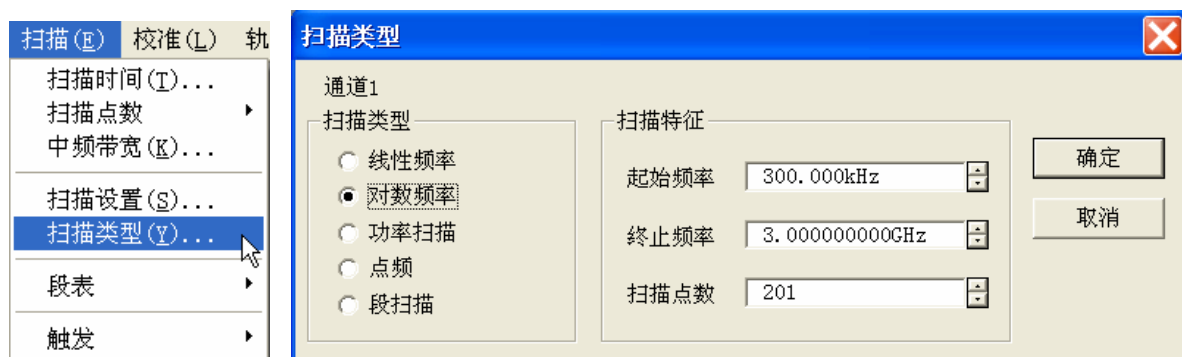 扫描(E) 校准(L) 轨
扫描时间(T)...
扫描点数
中频带宽(K)...
扫描设置(S)...
扫描类型(Y)...
段表
触发
扫描类型
通道1
扫描类型
线性频率
对数频率
功率扫描
点频
段扫描
扫描特征
起始频率 300.000kHz
终止频率 3.000000000GHz
扫描点数 201
确定
取消